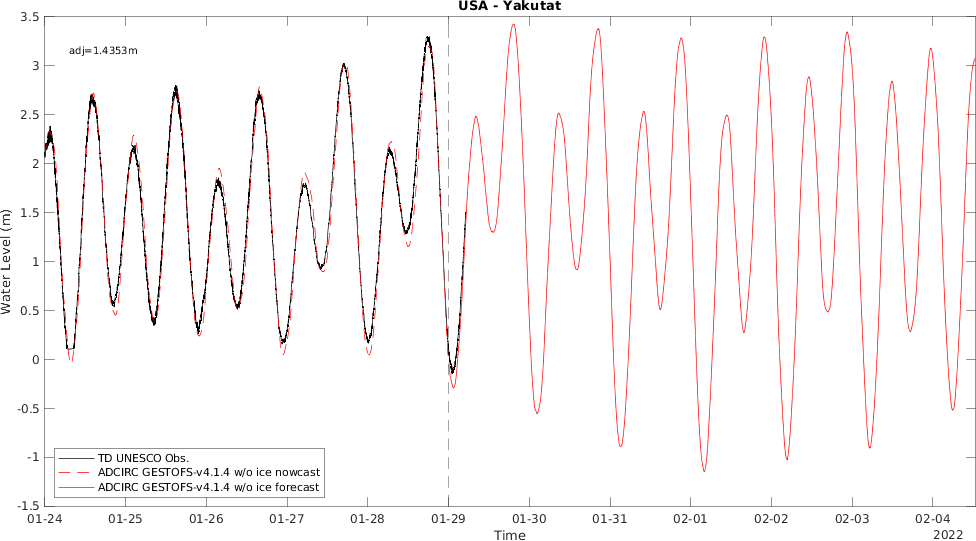 USA - Yakutat
adj=1.4353m
3.5
3
2.5
2
1.5
1
0.5
0
-0.5
-1
-1.5
Water Level (m)
TD UNESCO Obs.
ADCIRC GESTOFS-v4.1.4 w/o ice nowcast
ADCIRC GESTOFS-v4.1.4 w/o ice forecast
01-24 01-25 01-26 01-27 01-28 01-29 01-30 01-31 02-01 02-02 02-03 02-04
Time
2022